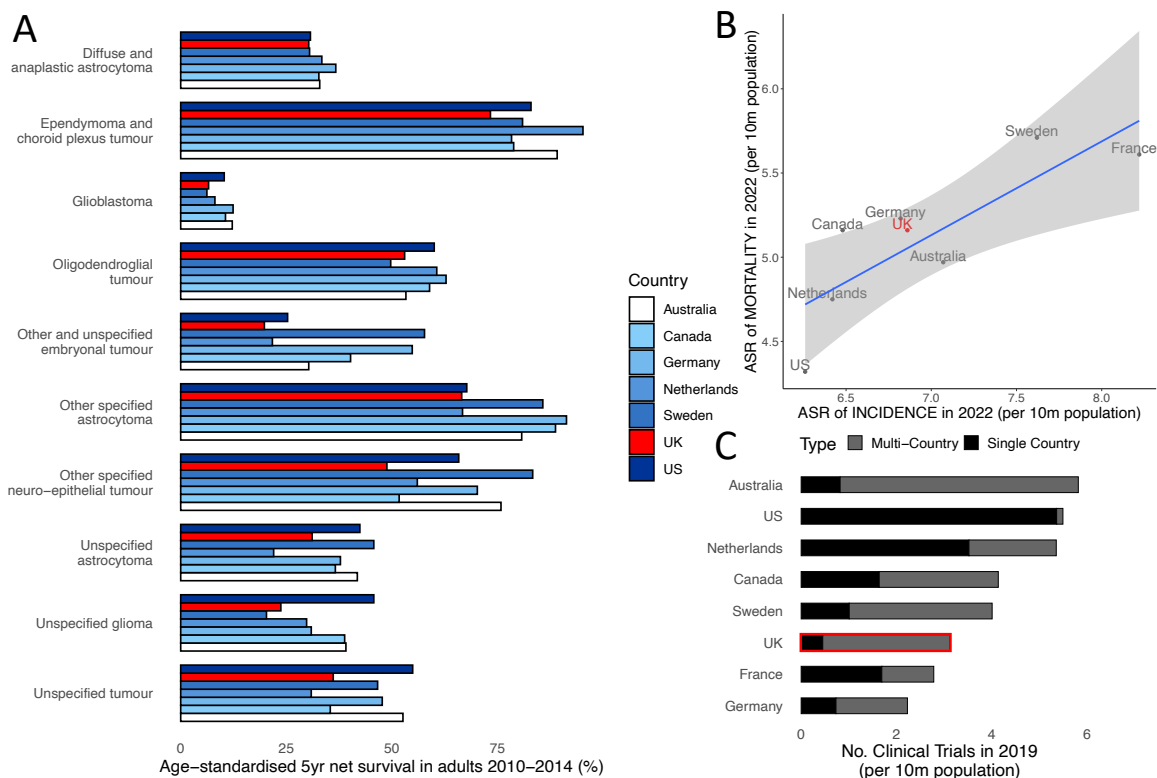 A
Diffuse and
anaplastic astrocytoma
Ependymoma and
choroid plexus tumour
Glioblastoma
Oligodendroglial
tumour
Other and unspecified
embryonal tumour
Other specified
astrocytoma
Other specified
neuro−epithelial tumour
Unspecified
astrocytoma
Unspecified glioma
Unspecified tumour
0 25 50 75
Age−standardised 5yr net survival in adults 2010−2014 (%)
Country
Australia
Canada
Germany
Netherlands
Sweden
UK
US
B
ASR of MORTALITY in 2022 (per 10m population)
6.0
5.5
5.0
4.5
Sweden
France
Germany
Canada
UK
Australia
Netherlands
US
6.5 7.0 7.5 8.0
ASR of INCIDENCE in 2022 (per 10m population)
C
Type Multi−Country Single Country
Australia
US
Netherlands
Canada
Sweden
UK
France
Germany
0 2 4 6
No. Clinical Trials in 2019
(per 10m population)